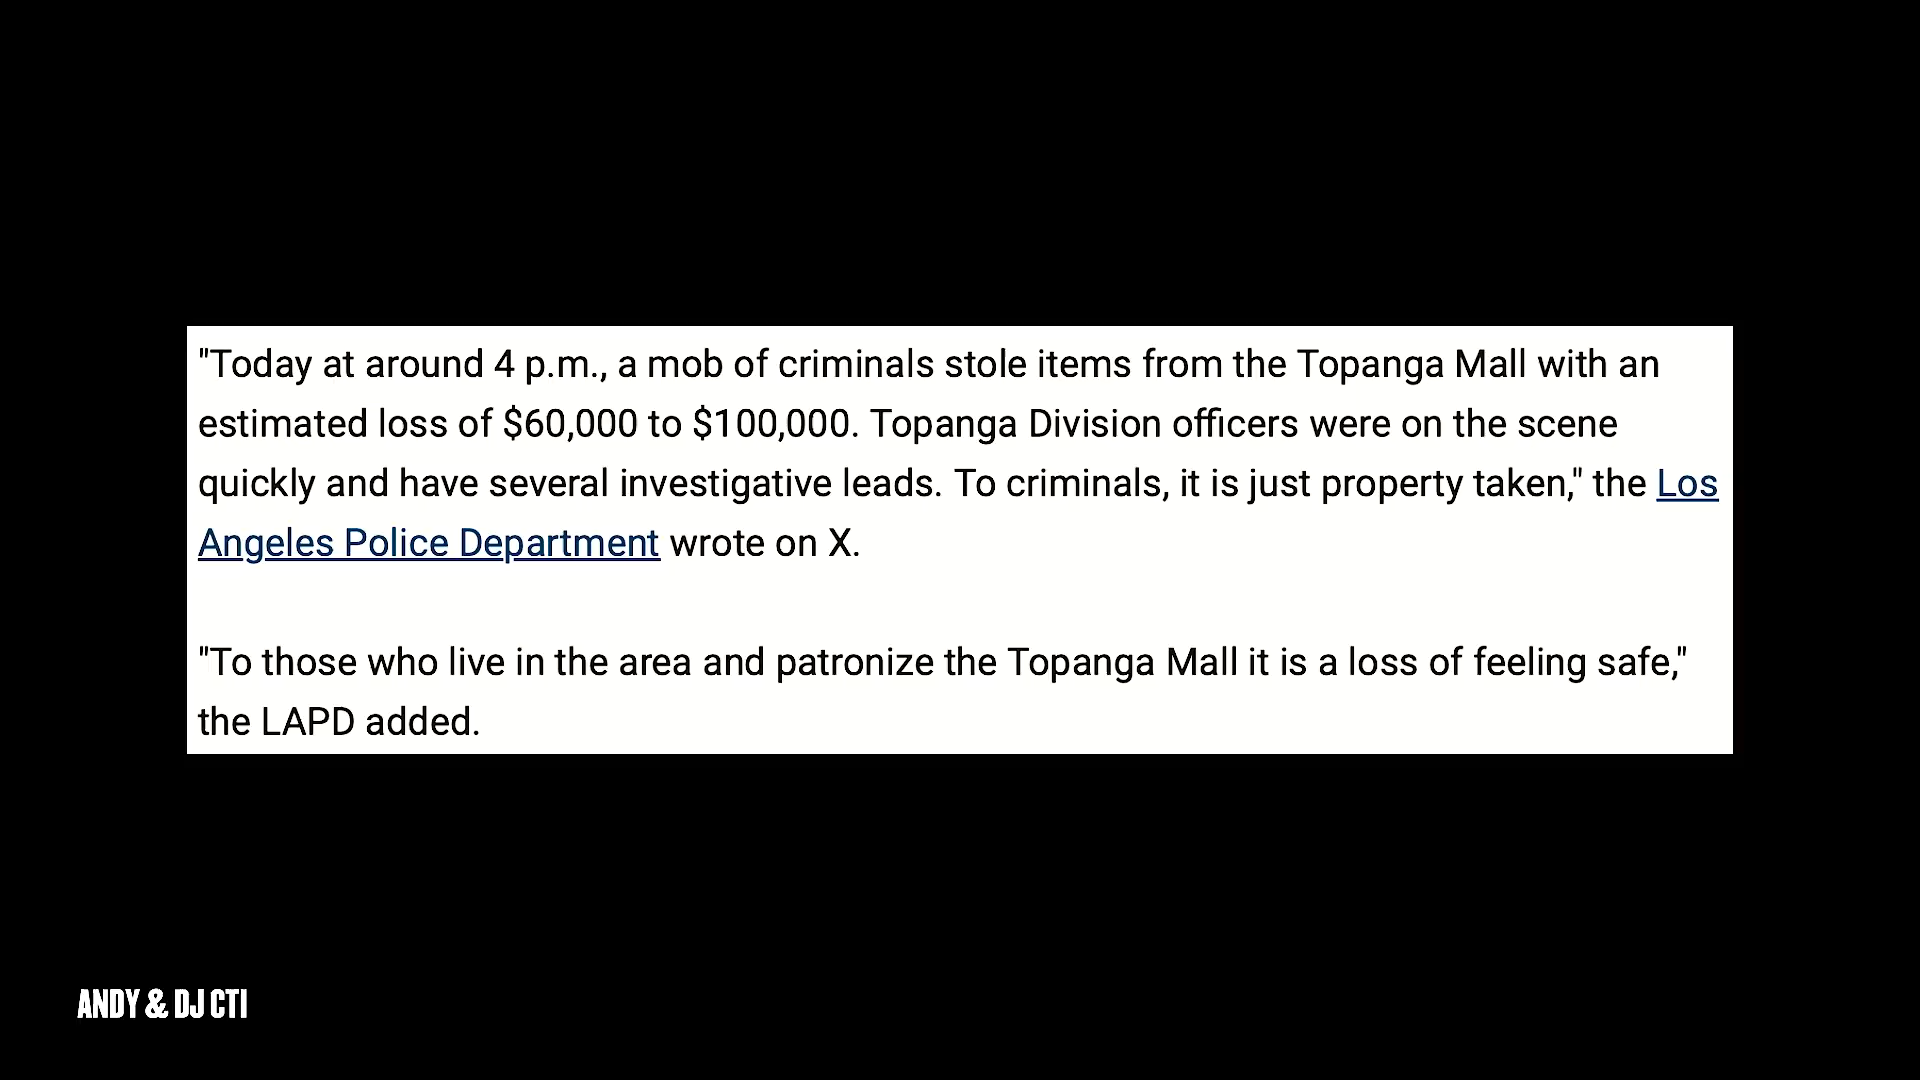 "Today at around 4 p.m., a mob of criminals stole items from the Topanga Mall with an
estimated loss of $60,000 to $100,000. Topanga Division officers were on the scene
quickly and have several investigative leads. To criminals, it is just property taken," the Los
Angeles Police Department wrote on X.
"To those who live in the area and patronize the Topanga Mall it is a loss of feeling safe,"
the LAPD added.
ANDY & DJ CTI